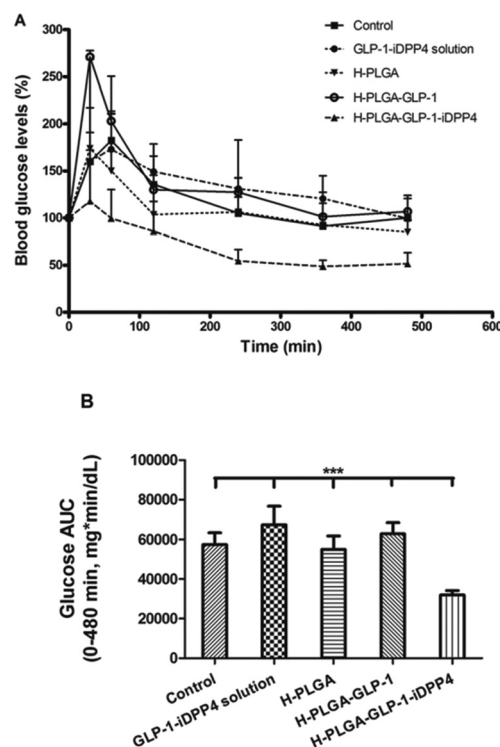 A
Control
GLP-1-iDPP4 solution
H-PLGA
H-PLGA-GLP-1
H-PLGA-GLP-1-iDPP4
Blood glucose levels (%)
300
250
200
150
100
50
0
0 100 200 300 400 500 600
Time (min)
B
***
Glucose AUC
(0-480 min, mg*min/dL)
100000
80000
60000
40000
20000
0
Control
GLP-1-iDPP4 solution
H-PLGA
H-PLGA-GLP-1
H-PLGA-GLP-1-iDPP4